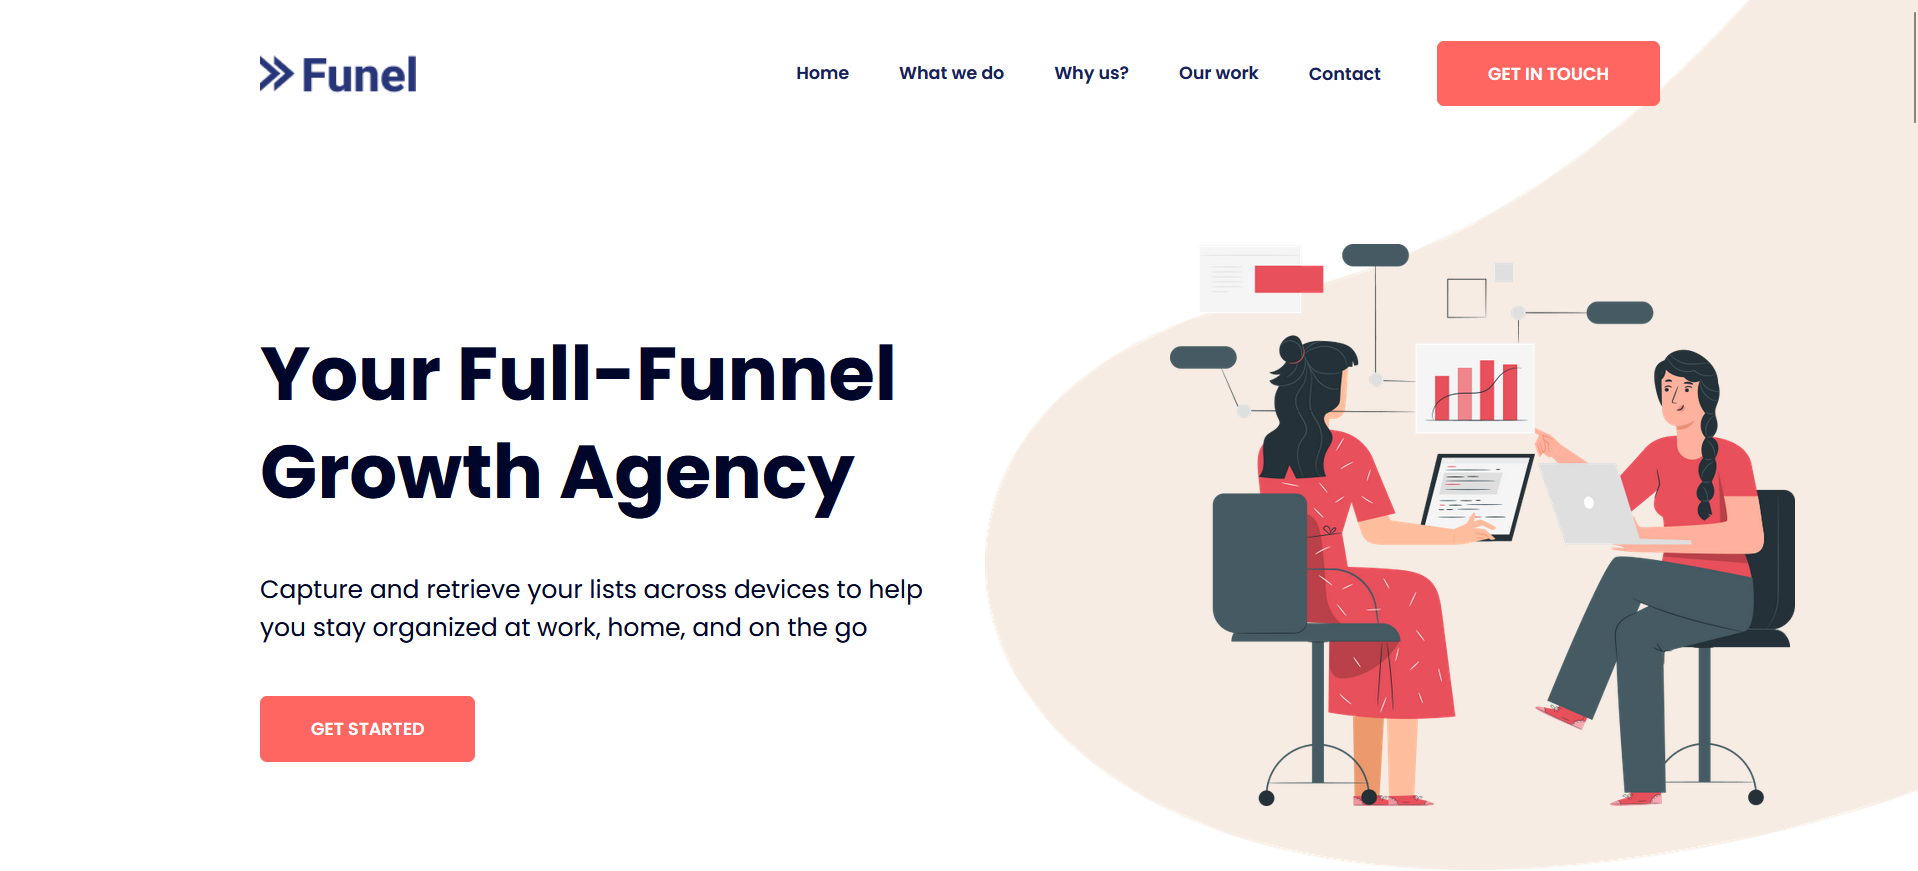 Funel
Home
What we do
Why us?
Our work
Contact
GET IN TOUCH
Your Full-Funnel
Growth Agency
Capture and retrieve your lists across devices to help
you stay organized at work, home, and on the go
GET STARTED